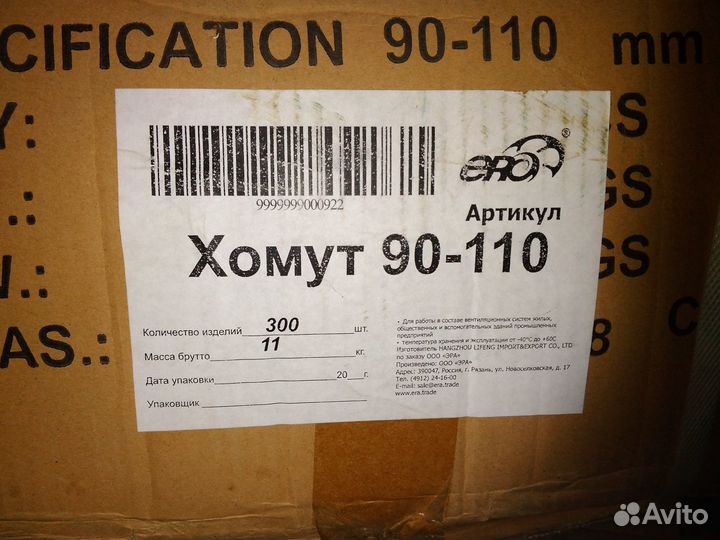 CIFICATION 90-110 mm
Y:
CS
9999999000922
era
®
Артикул
Хомут 90-110
GS
GS
Количество изделий 300 шт.
Масса брутто 11 кг.
Дата упаковки 20 г.
Упаковщик
AS.:
8
C
• Для работы в составе вентиляционных систем жилых,
общественных и вспомогательных зданий промышленных
предприятий
• температура хранения и эксплуатации от -40°C до +60C
Изготовитель HANGZHOU LIFENG IMPORT&EXPORT CO., LTD
по заказу ООО «ЭРА»
Произведено: ООО «ЭРА»
Адрес: 390047, Россия, г. Рязань, ул. Новоселковская, д. 17
Тел. (4912) 24-16-00
E-mail: sale@era.trade
www.era.trade
Avito